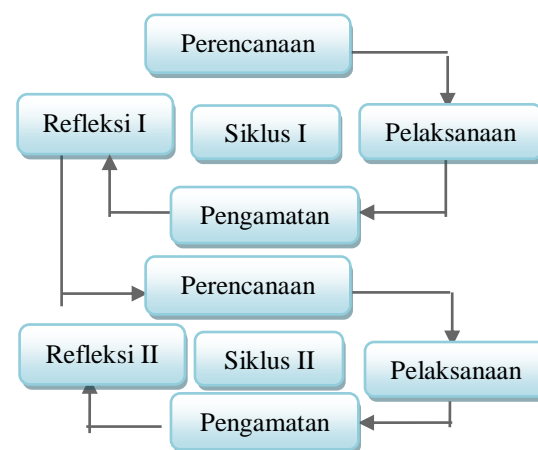 Perencanaan
Refleksi I
Siklus I
Pelaksanaan
Pengamatan
Perencanaan
Refleksi II
Siklus II
Pelaksanaan
Pengamatan